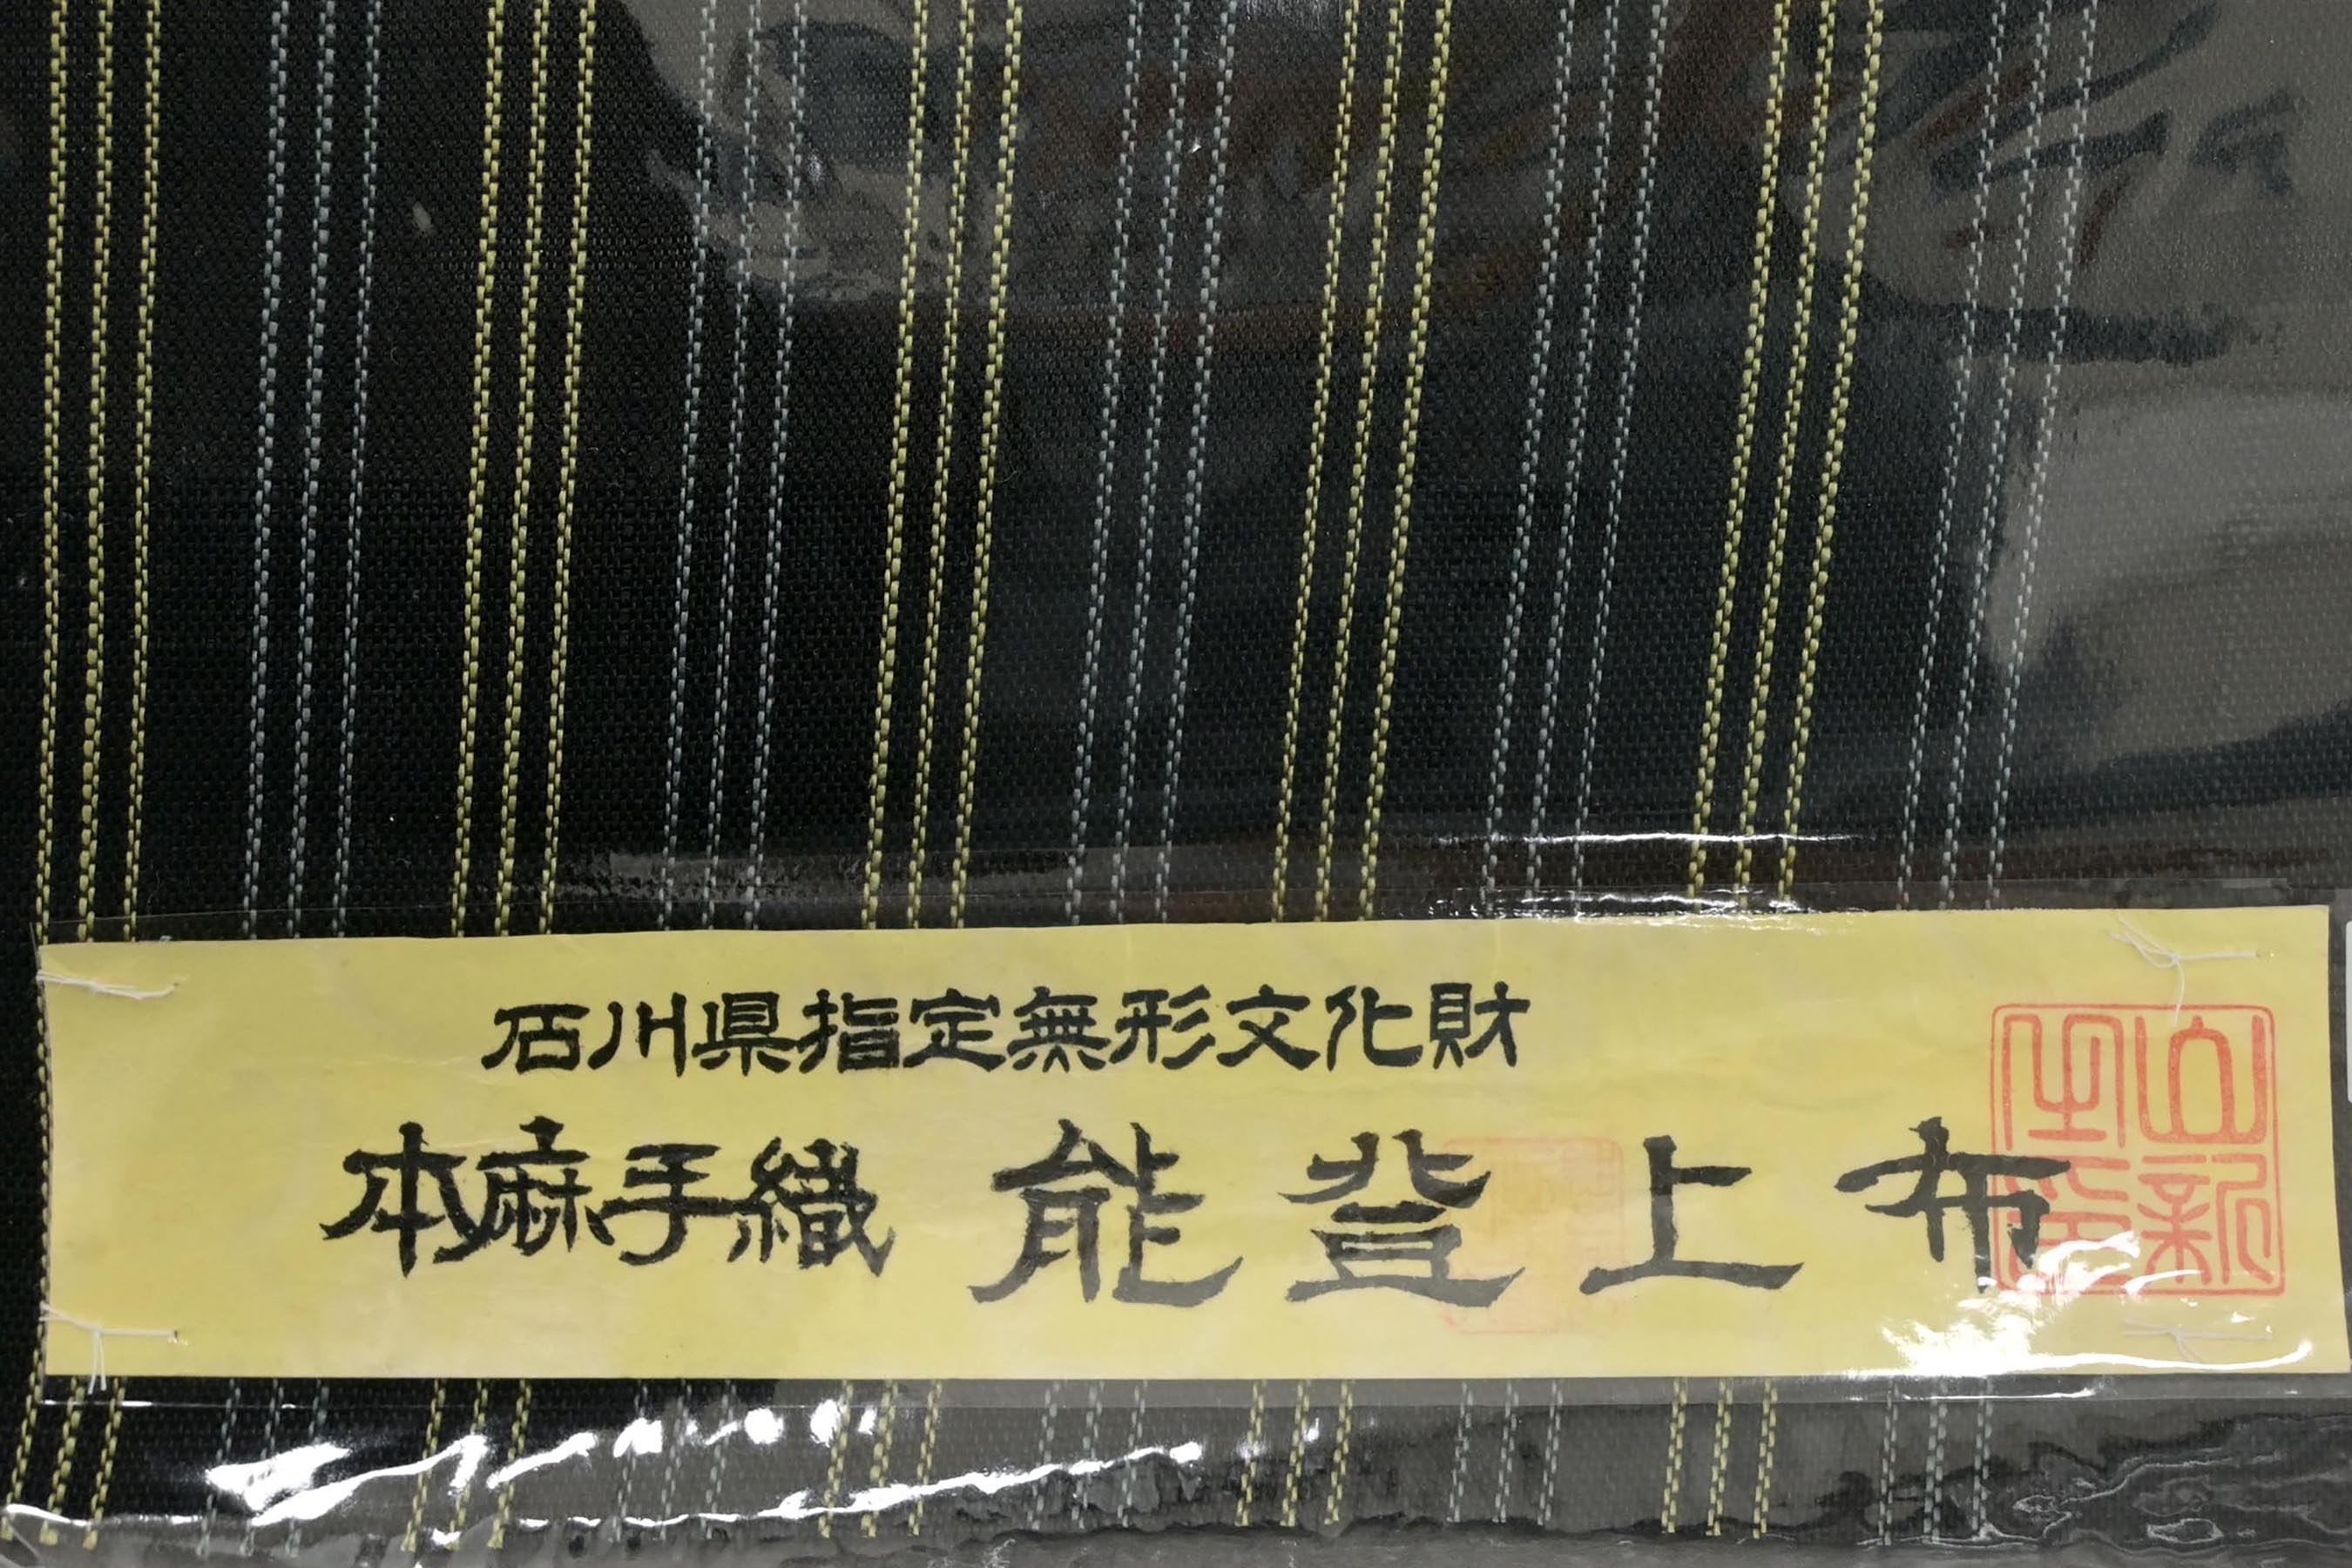 石川県指定無形文化財
本麻手織 能登上布